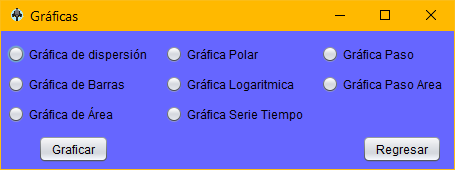 Gráficas
Gráfica de dispersión Gráfica Polar Gráfica Paso
Gráfica de Barras Gráfica Logaritmica Gráfica Paso Area
Gráfica de Área Gráfica Serie Tiempo
Graficar Regresar